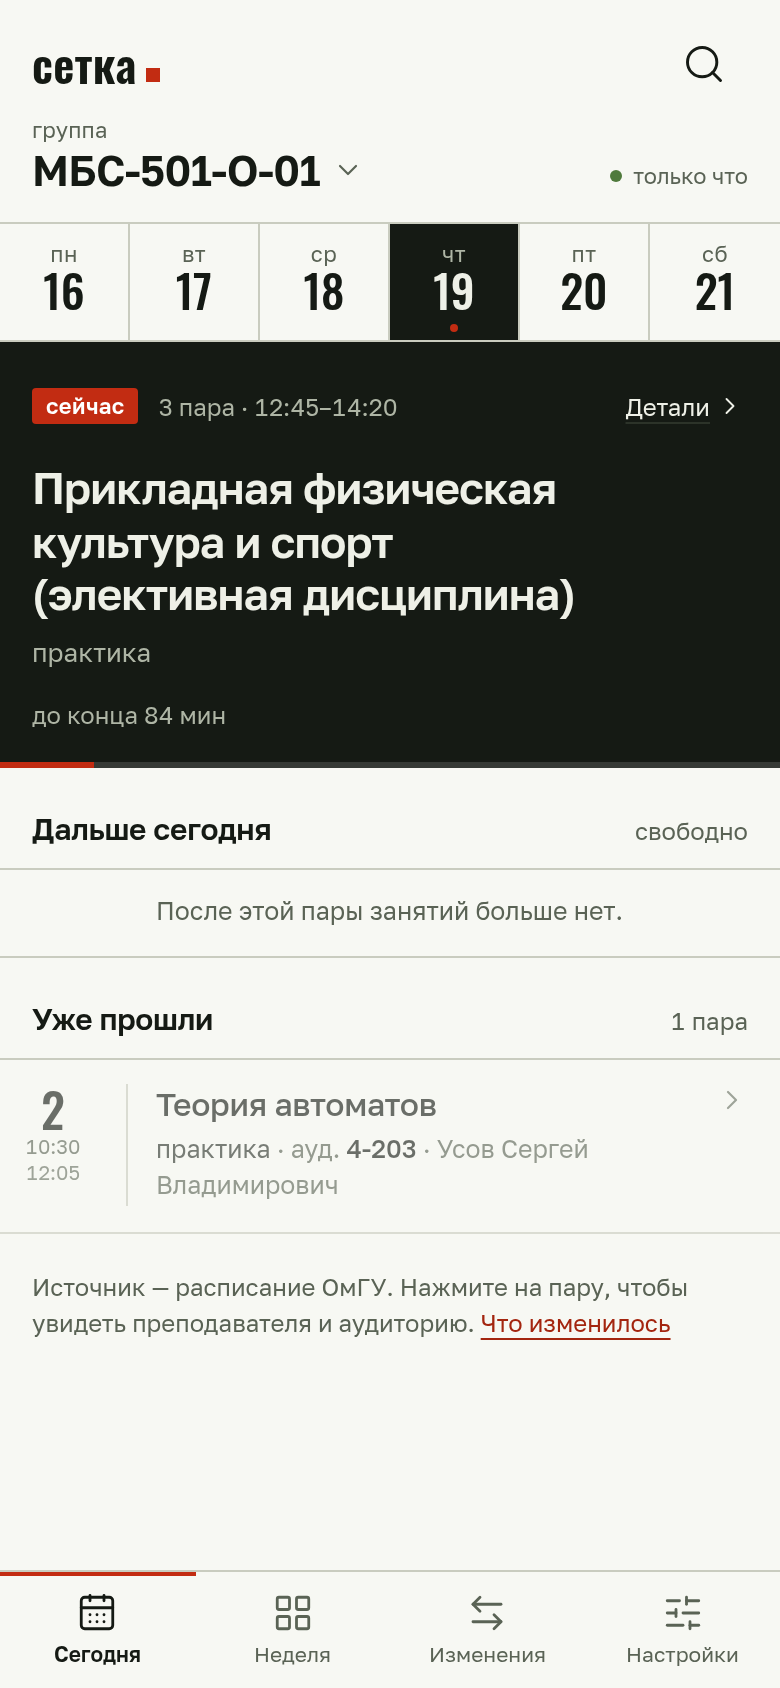 сетка
группа
МБС-501-О-01
только что
пн вт ср чт пт сб
16 17 18 19 20 21
сейчас 3 пара · 12:45–14:20 Детали
Прикладная физическая
культура и спорт
(элективная дисциплина)
практика
до конца 84 мин
Дальше сегодня свободно
После этой пары занятий больше нет.
Уже прошли 1 пара
2 Теория автоматов
10:30 практика · ауд. 4-203 · Усов Сергей
12:05 Владимирович
Источник — расписание ОмГУ. Нажмите на пару, чтобы
увидеть преподавателя и аудиторию. Что изменилось
Сегодня Неделя Изменения Настройки